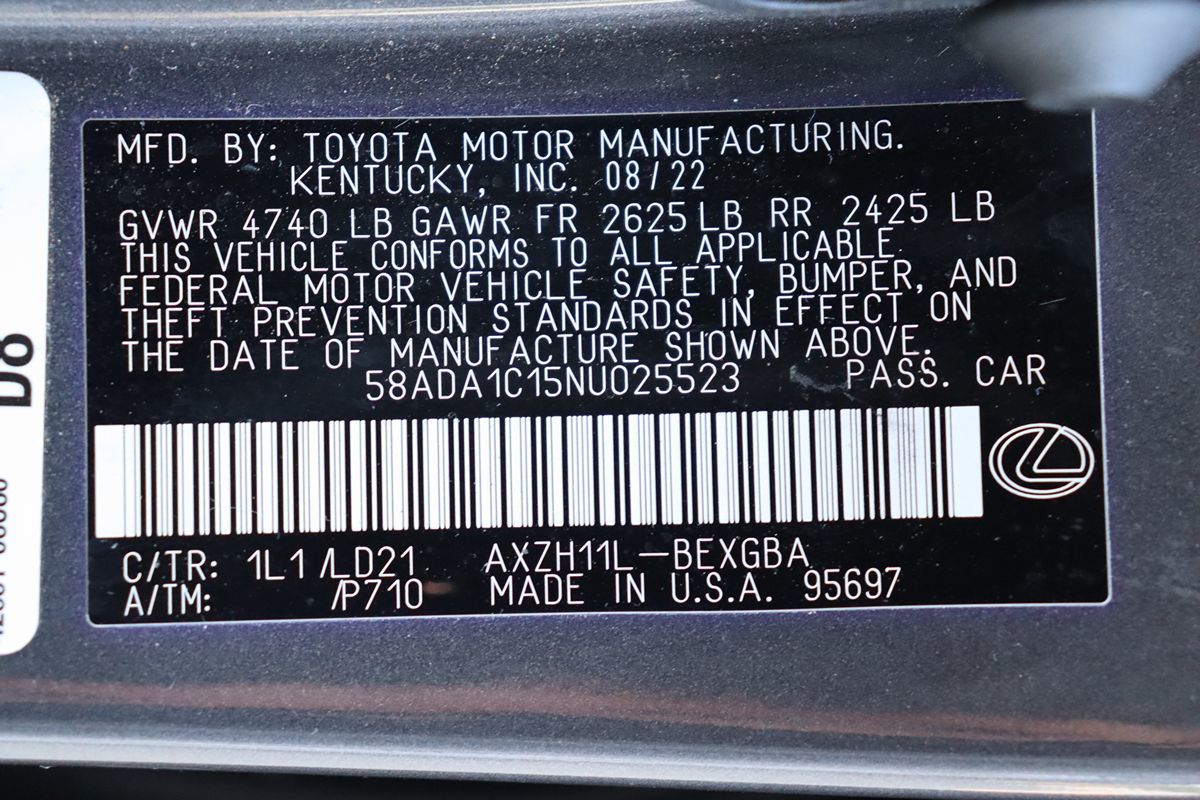 MFD. BY: TOYOTA MOTOR MANUFACTURING.
KENTUCKY, INC. 08/22
GVWR 4740 LB GAWR FR 2625 LB RR 2425 LB
THIS VEHICLE CONFORMS TO ALL APPLICABLE
FEDERAL MOTOR VEHICLE SAFETY, BUMPER, AND
THEFT PREVENTION STANDARDS IN EFFECT ON
THE DATE OF MANUFACTURE SHOWN ABOVE.
58ADA1C15NU025523 PASS. CAR
C/TR: 1L1 /LD21 AXZH11L-BEXGBA
A/TM: /P710 MADE IN U.S.A. 95697
D8